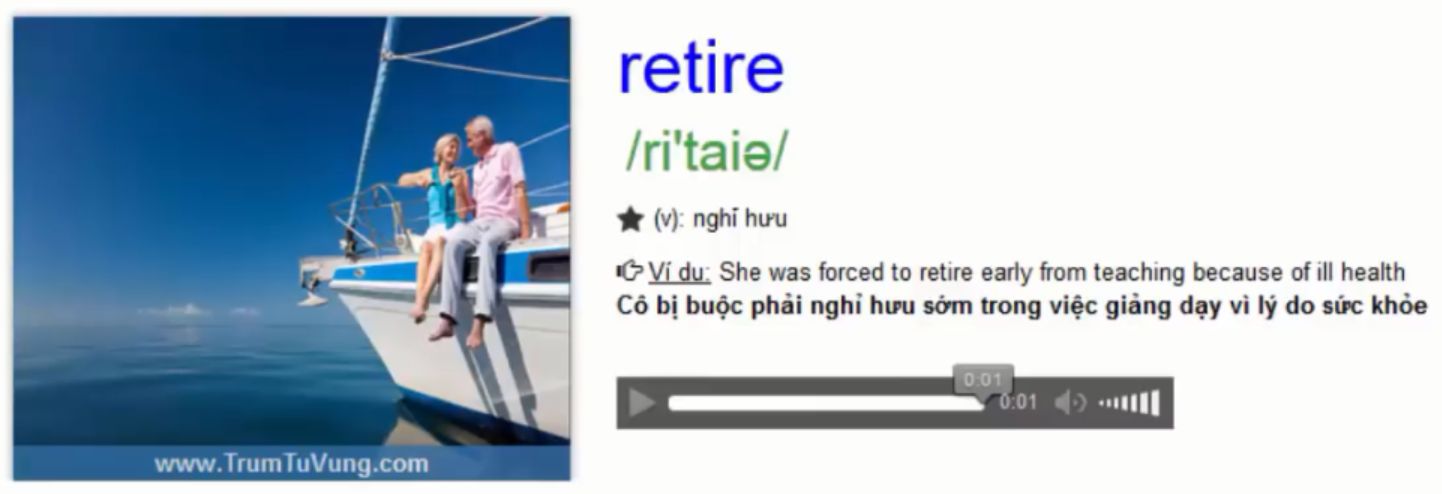 retire
/ri'taiə/
(v): nghỉ hưu
Ví du: She was forced to retire early from teaching because of ill health
Cô bị buộc phải nghỉ hưu sớm trong việc giảng dạy vì lý do sức khỏe
0:01
0:01
www.TrumTuVung.com